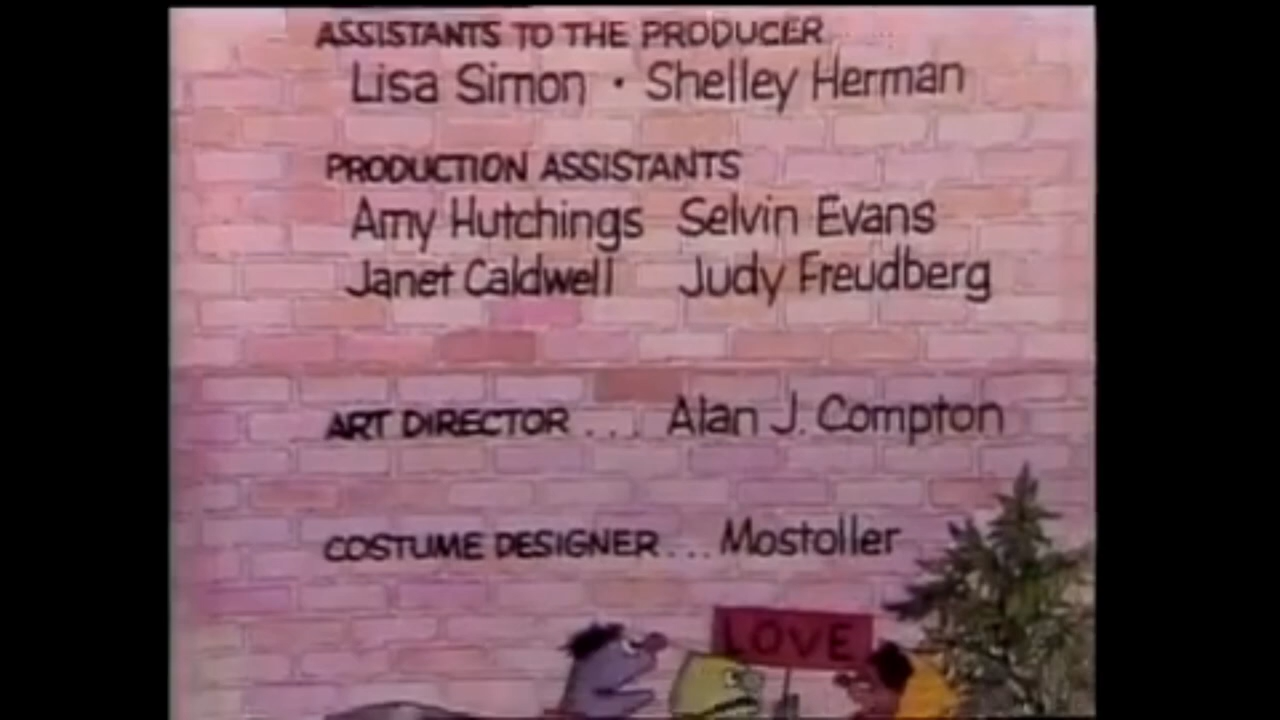 ASSISTANTS TO THE PRODUCER
Lisa Simon · Shelley Herman
PRODUCTION ASSISTANTS
Amy Hutchings Selvin Evans
Janet Caldwell Judy Freudberg
ART DIRECTOR ... Alan J. Compton
COSTUME DESIGNER ... Mostoller
LOVE